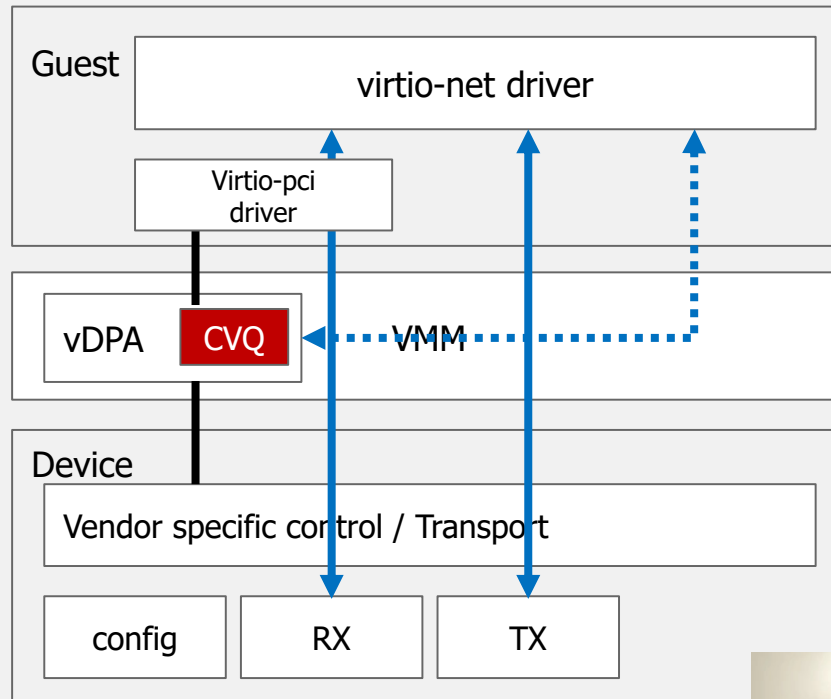 Guest
virtio-net driver
Virtio-pci
driver
vDPA
CVQ
VMM
Device
Vendor specific control / Transport
config
RX
TX